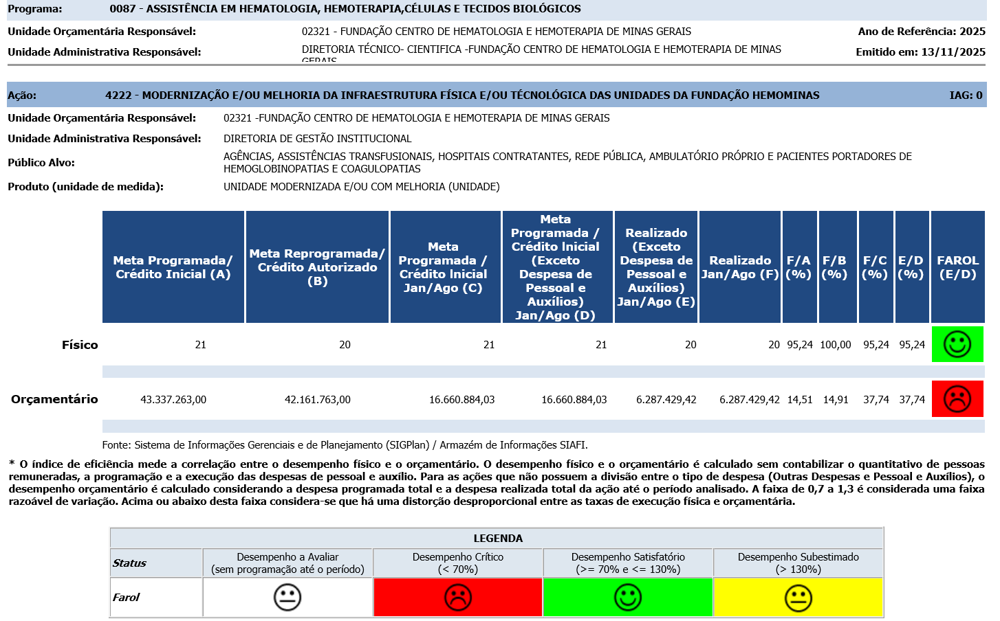 Programa: 0087 - ASSISTÊNCIA EM HEMATOLOGIA, HEMOTERAPIA,CÉLULAS E TECIDOS BIOLÓGICOS
Unidade Orçamentária Responsável: 02321 - FUNDAÇÃO CENTRO DE HEMATOLOGIA E HEMOTERAPIA DE MINAS GERAIS Ano de Referência: 2025
Unidade Administrativa Responsável: DIRETORIA TÉCNICO- CIENTIFICA -FUNDAÇÃO CENTRO DE HEMATOLOGIA E HEMOTERAPIA DE MINAS Emitido em: 13/11/2025
GERAIS
Ação: 4222 - MODERNIZAÇÃO E/OU MELHORIA DA INFRAESTRUTURA FÍSICA E/OU TÉCNOLÓGICA DAS UNIDADES DA FUNDAÇÃO HEMOMINAS IAG: 0
Unidade Orçamentária Responsável: 02321 -FUNDAÇÃO CENTRO DE HEMATOLOGIA E HEMOTERAPIA DE MINAS GERAIS
Unidade Administrativa Responsável: DIRETORIA DE GESTÃO INSTITUCIONAL
Público Alvo: AGÊNCIAS, ASSISTÊNCIAS TRANSFUSIONAIS, HOSPITAIS CONTRATANTES, REDE PÚBLICA, AMBULATÓRIO PRÓPRIO E PACIENTES PORTADORES DE
HEMOGLOBINOPATIAS E COAGULOPATIAS
Produto (unidade de medida): UNIDADE MODERNIZADA E/OU COM MELHORIA (UNIDADE)
Meta Programada/
Crédito Inicial (A)
Meta Reprogramada/
Crédito Autorizado
(B)
Meta
Programada /
Crédito Inicial
Jan/Ago (C)
Meta
Programada /
Crédito Inicial
(Exceto
Despesa de
Pessoal e
Auxílios)
Jan/Ago (D)
Realizado
(Exceto
Despesa de
Pessoal e
Auxílios)
Jan/Ago (E)
Realizado
Jan/Ago (F)
F/A
(%)
F/B
(%)
F/C
(%)
E/D
(%)
FAROL
(E/D)
Físico 21 20 21 21 20 20 95,24 100,00 95,24 95,24
Orçamentário 43.337.263,00 42.161.763,00 16.660.884,03 16.660.884,03 6.287.429,42 6.287.429,42 14,51 14,91 37,74 37,74
Fonte: Sistema de Informações Gerenciais e de Planejamento (SIGPlan) / Armazém de Informações SIAFI.
* O índice de eficiência mede a correlação entre o desempenho físico e o orçamentário. O desempenho físico e o orçamentário é calculado sem contabilizar o quantitativo de pessoas
remuneradas, a programação e a execução das despesas de pessoal e auxílio. Para as ações que não possuem a divisão entre o tipo de despesa (Outras Despesas e Pessoal e Auxílios), o
desempenho orçamentário é calculado considerando a despesa programada total e a despesa realizada total da ação até o período analisado. A faixa de 0,7 a 1,3 é considerada uma faixa
razoável de variação. Acima ou abaixo desta faixa considera-se que há uma distorção desproporcional entre as taxas de execução física e orçamentária.
LEGENDA
Status
Desempenho a Avaliar
(sem programação até o período)
Desempenho Crítico
(< 70%)
Desempenho Satisfatório
(>= 70% e <= 130%)
Desempenho Subestimado
(> 130%)
Farol